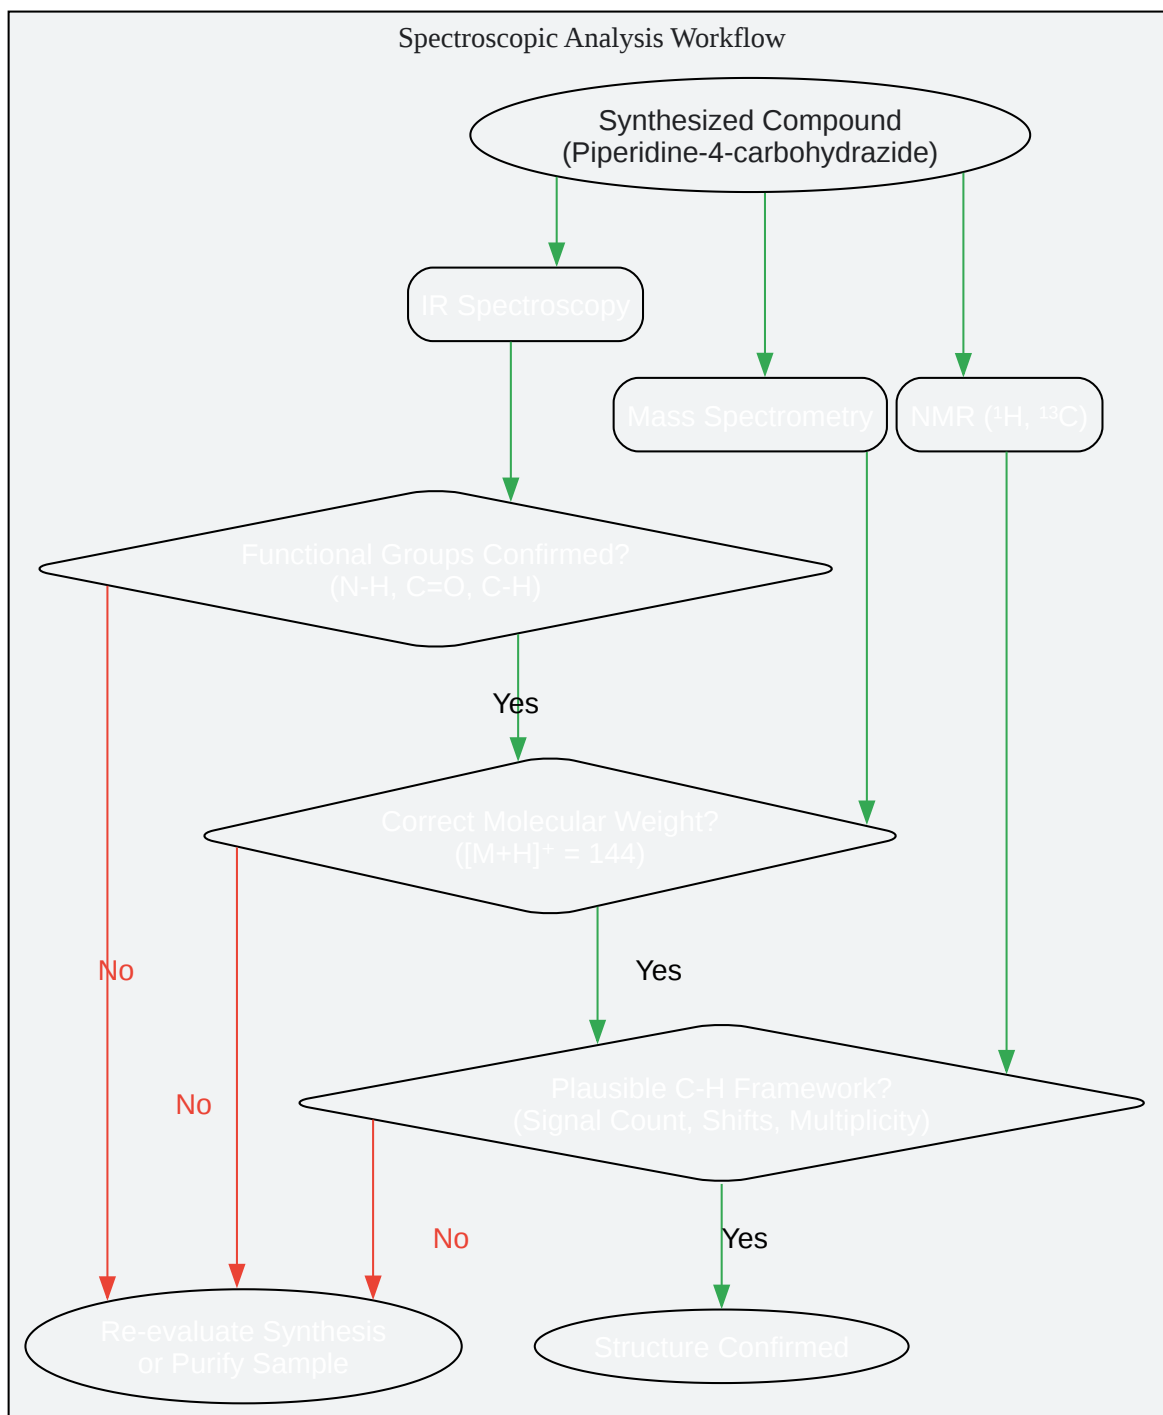 Spectroscopic Analysis Workflow
Synthesized Compound
(Piperidine-4-carbohydrazide)
IR Spectroscopy
Mass Spectrometry
NMR (¹H, ¹³C)
Functional Groups Confirmed?
(N-H, C=O, C-H)
Yes
Correct Molecular Weight?
([M+H]⁺ = 144)
No
Yes
Plausible C-H Framework?
(Signal Count, Shifts, Multiplicity)
No
No
Yes
Re-evaluate Synthesis
or Purify Sample
Structure Confirmed